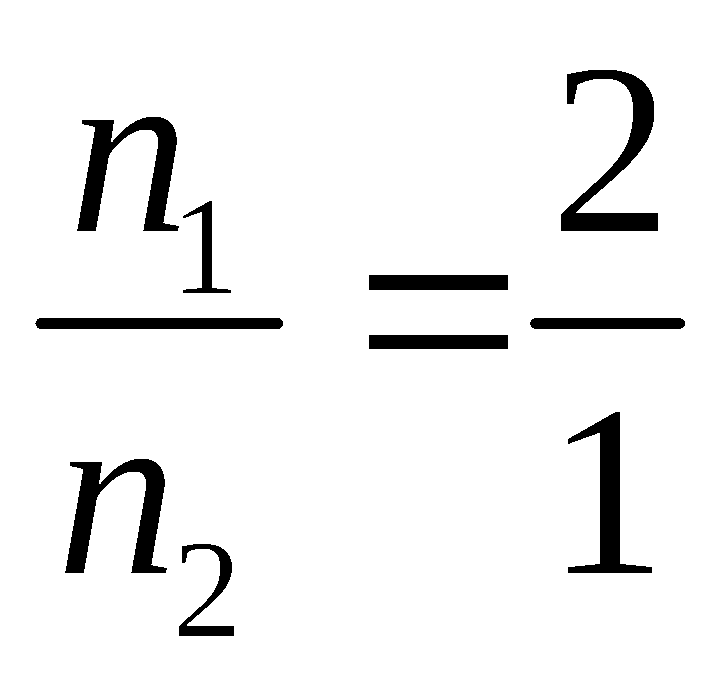 n₁/n₂ = 2/1